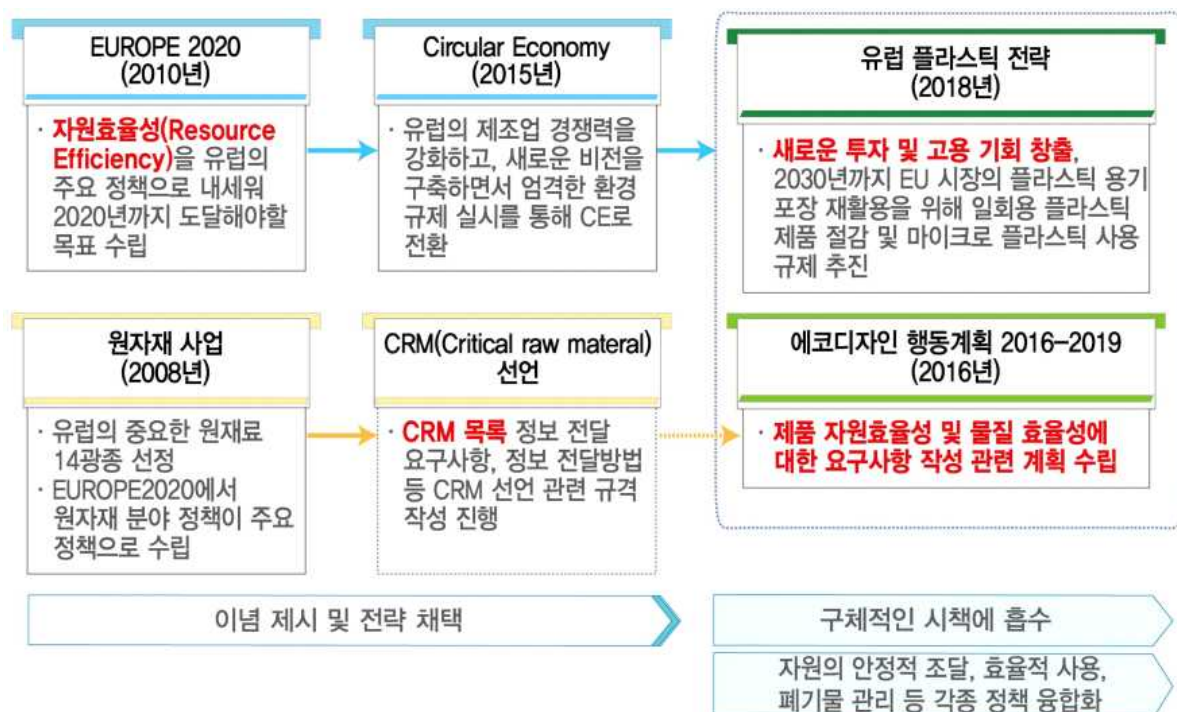 EUROPE 2020
(2010년)
· 자원효율성(Resource
Efficiency)을 유럽의
주요 정책으로 내세워
2020년까지 도달해야할
목표 수립
Circular Economy
(2015년)
· 유럽의 제조업 경쟁력을
강화하고, 새로운 비전을
구축하면서 엄격한 환경
규제 실시를 통해 CE로
전환
유럽 플라스틱 전략
(2018년)
· 새로운 투자 및 고용 기회 창출,
2030년까지 EU 시장의 플라스틱 용기
포장 재활용을 위해 일회용 플라스틱
제품 절감 및 마이크로 플라스틱 사용
규제 추진
원자재 사업
(2008년)
· 유럽의 중요한 원재료
14광종 선정
· EUROPE2020에서
원자재 분야 정책이 주요
정책으로 수립
CRM(Critical raw materal)
선언
· CRM 목록 정보 전달
요구사항, 정보 전달방법
등 CRM 선언 관련 규격
작성 진행
에코디자인 행동계획 2016-2019
(2016년)
· 제품 자원효율성 및 물질 효율성에
대한 요구사항 작성 관련 계획 수립
이념 제시 및 전략 채택
구체적인 시책에 흡수
자원의 안정적 조달, 효율적 사용,
폐기물 관리 등 각종 정책 융합화